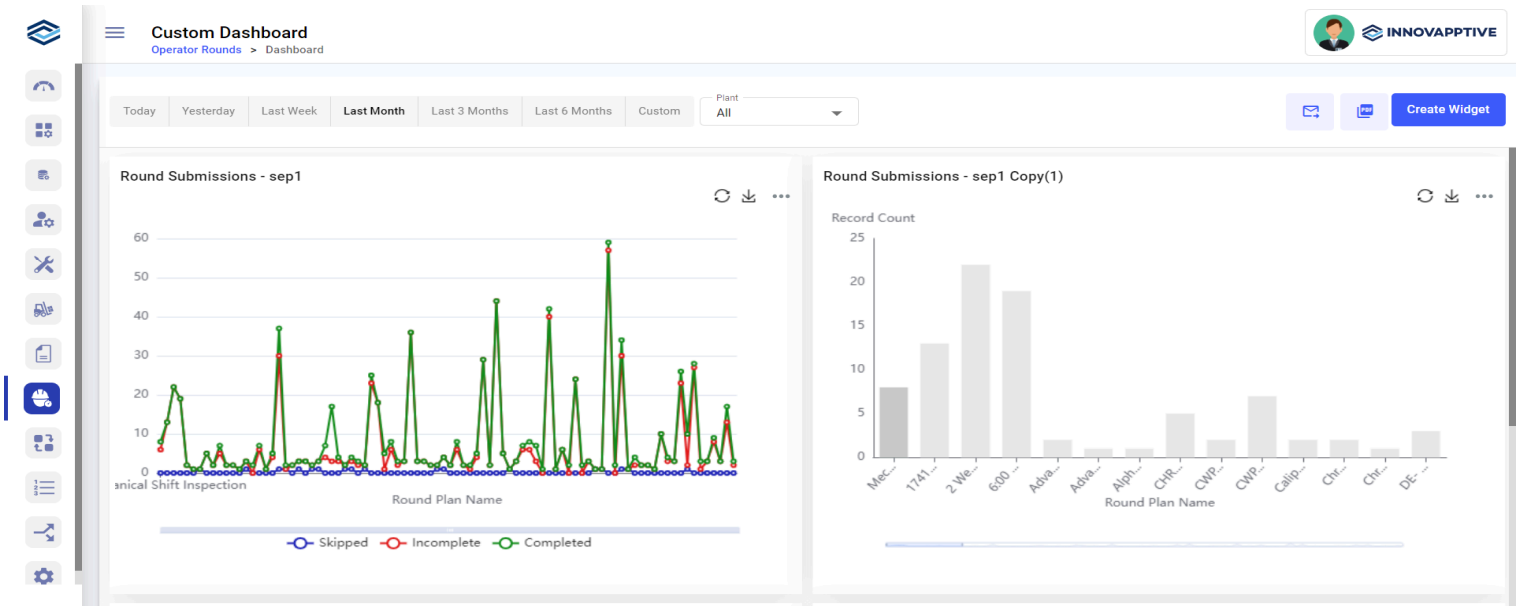 Custom Dashboard
Operator Rounds > Dashboard
INNOVAPPTIVE
Today Yesterday Last Week Last Month Last 3 Months Last 6 Months Custom
Plant
All
PDF
Create Widget
Round Submissions - sep1
60
50
40
30
20
10
0
anical Shift Inspection
Round Plan Name
Skipped Incomplete Completed
Round Submissions - sep1 Copy(1)
Record Count
25
20
15
10
5
0
Mec... 1741... 2 We... 6:00 ... Adva... Adva... Alph... CHR... CWP... CWP... Calip... Chr... Chr... DE- ...
Round Plan Name